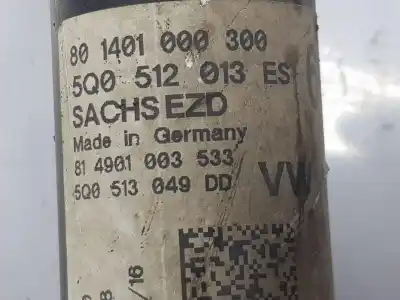 80 1401 000 300
5Q0 512 013 ES
SACHS EZD
Made in Germany
81 4901 003 533
5Q0 513 049 DD
VW
/16